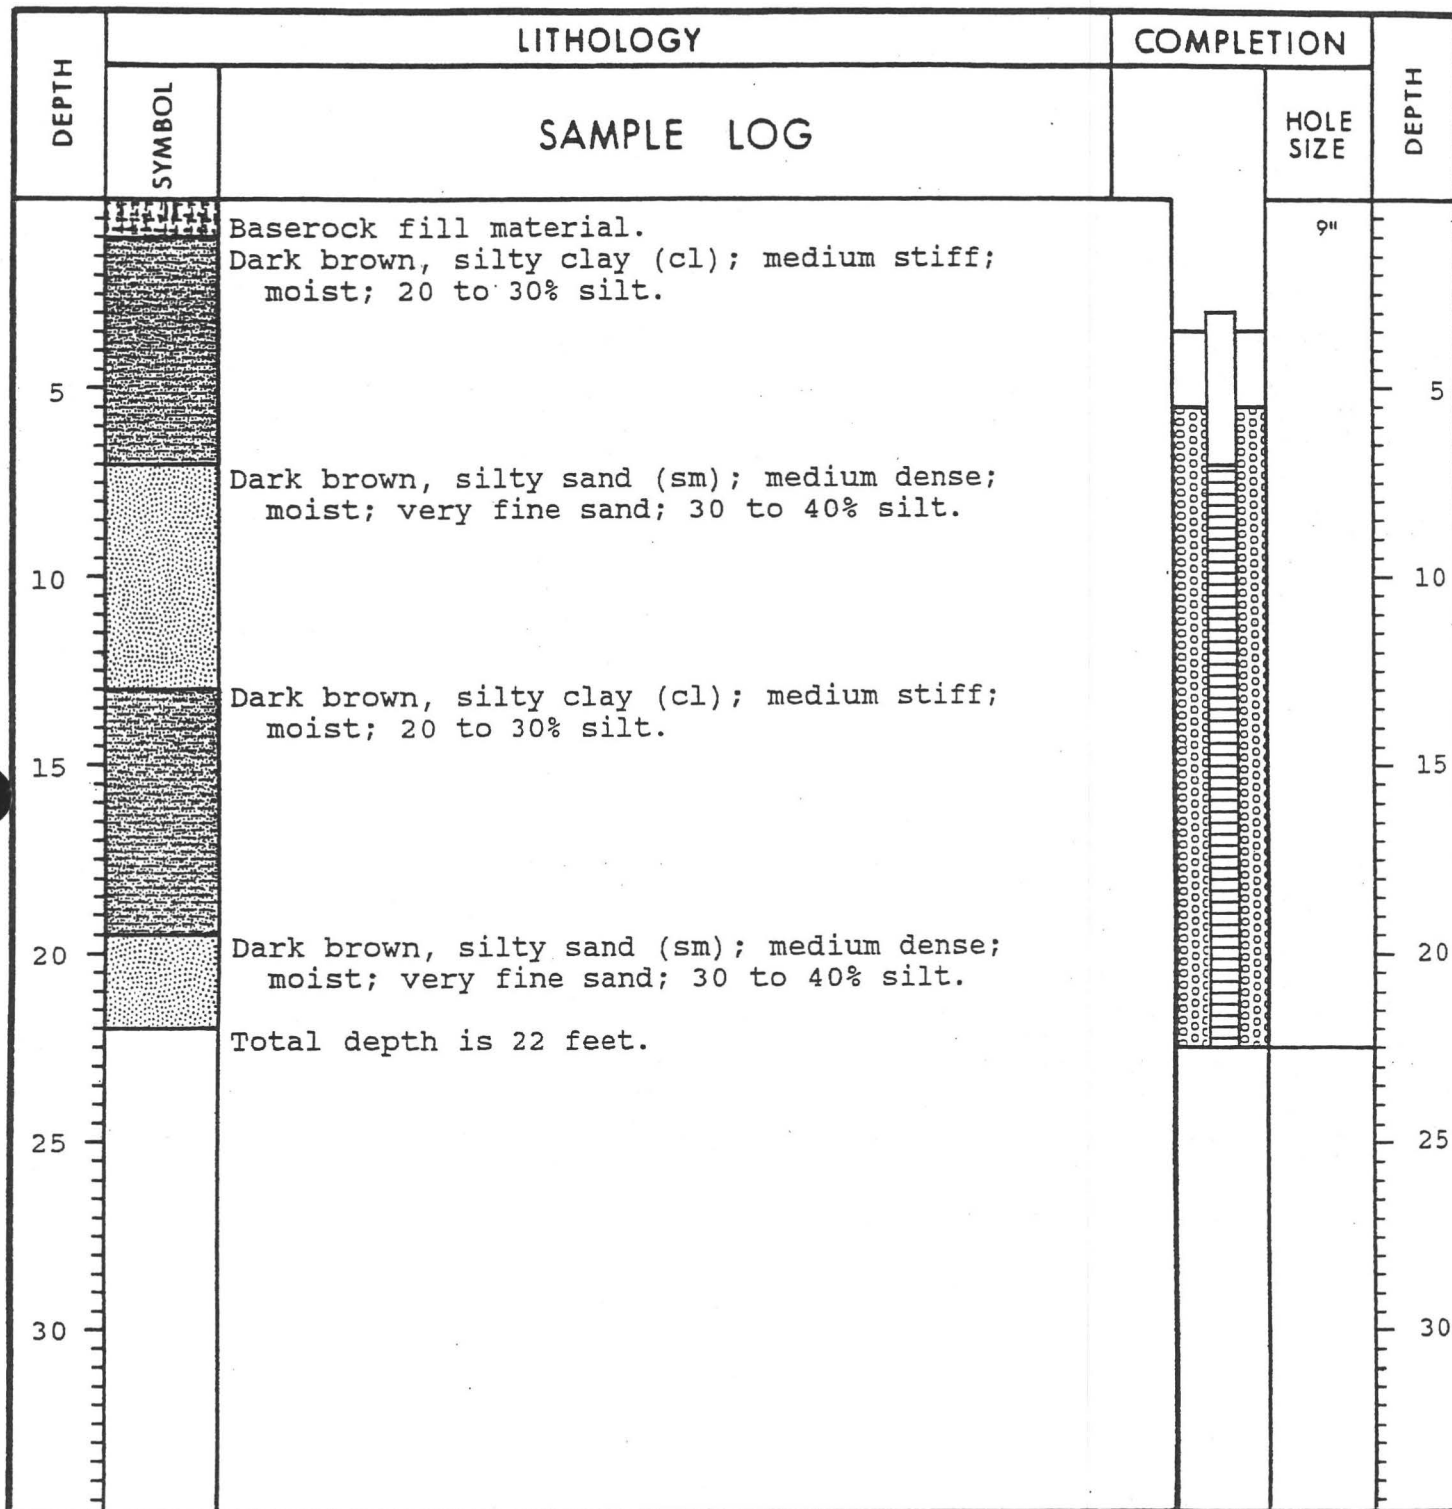 DEPTH
LITHOLOGY
COMPLETION
DEPTH
SYMBOL
SAMPLE LOG
HOLE
SIZE
9"
Baserock fill material.
Dark brown, silty clay (cl); medium stiff;
moist; 20 to 30% silt.
5
5
Dark brown, silty sand (sm); medium dense;
moist; very fine sand; 30 to 40% silt.
10
10
Dark brown, silty clay (cl); medium stiff;
moist; 20 to 30% silt.
15
15
Dark brown, silty sand (sm); medium dense;
moist; very fine sand; 30 to 40% silt.
20
20
Total depth is 22 feet.
25
25
30
30